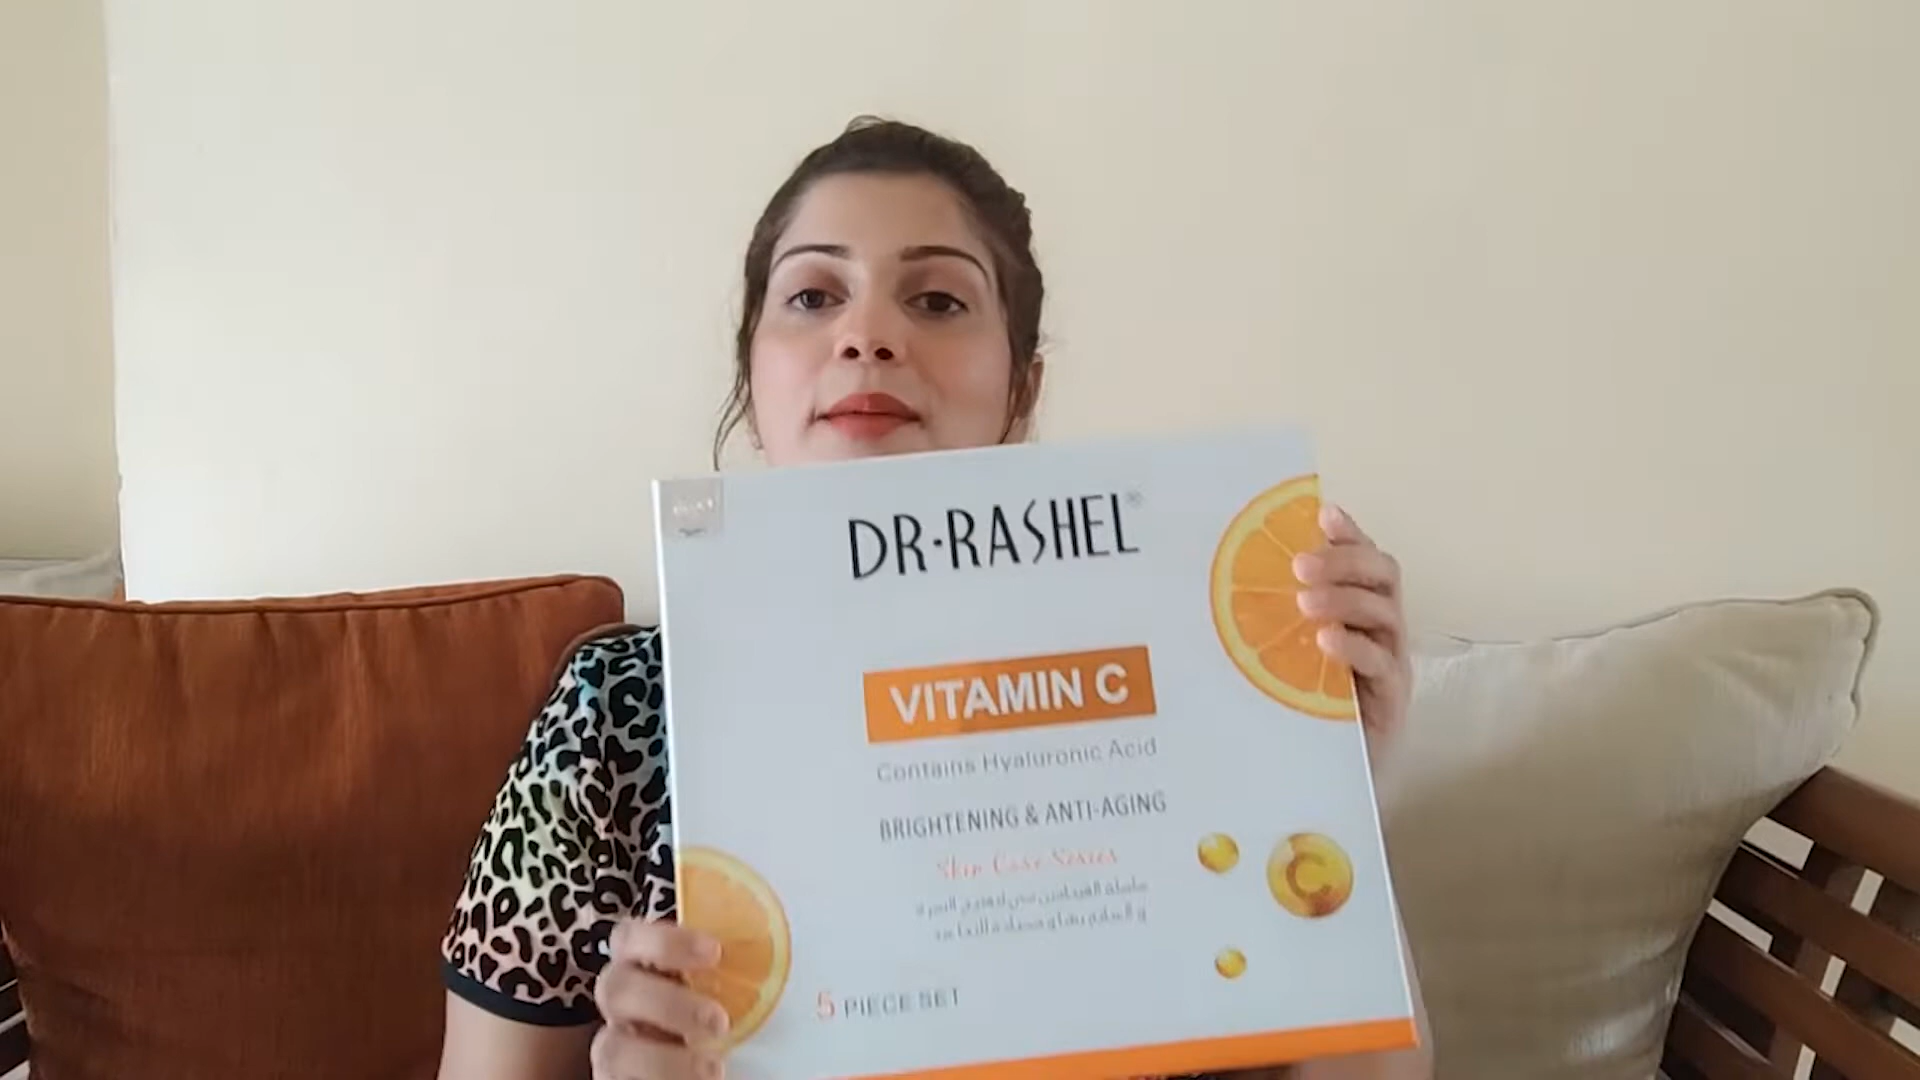 DR·RASHEL®
VITAMIN C
Contains Hyaluronic Acid
BRIGHTENING & ANTI-AGING
Skin Care Series
C
5 PIECE SET